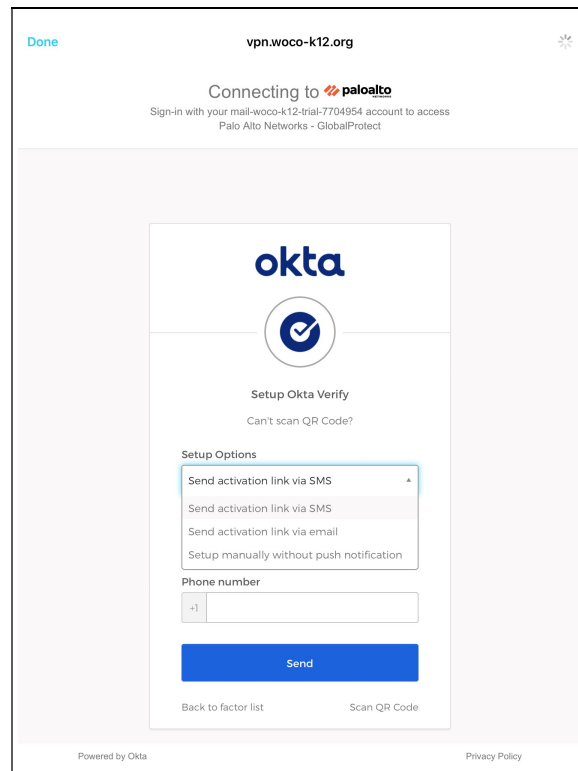 Done
vpn.woco-k12.org
Connecting to paloalto
NETWORKS
Sign-in with your mail-woco-k12-trial-7704954 account to access
Palo Alto Networks - GlobalProtect
okta
Setup Okta Verify
Can't scan QR Code?
Setup Options
Send activation link via SMS
Send activation link via SMS
Send activation link via email
Setup manually without push notification
Phone number
+1
Send
Back to factor list
Scan QR Code
Powered by Okta
Privacy Policy